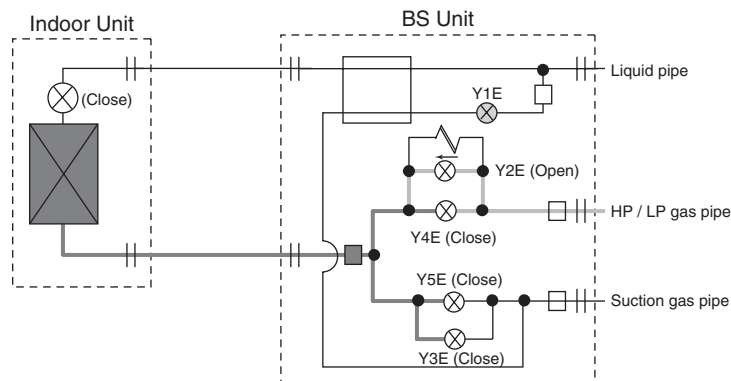 Indoor Unit
BS Unit
(Close)
Liquid pipe
Y1E
Y2E (Open)
HP / LP gas pipe
Y4E (Close)
Y5E (Close)
Suction gas pipe
Y3E (Close)